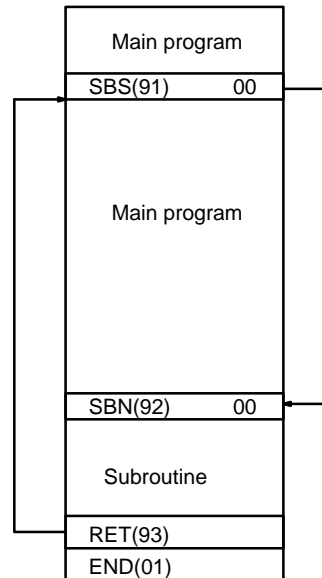 Main program
SBS(91) 00
Main program
SBN(92) 00
Subroutine
RET(93)
END(01)